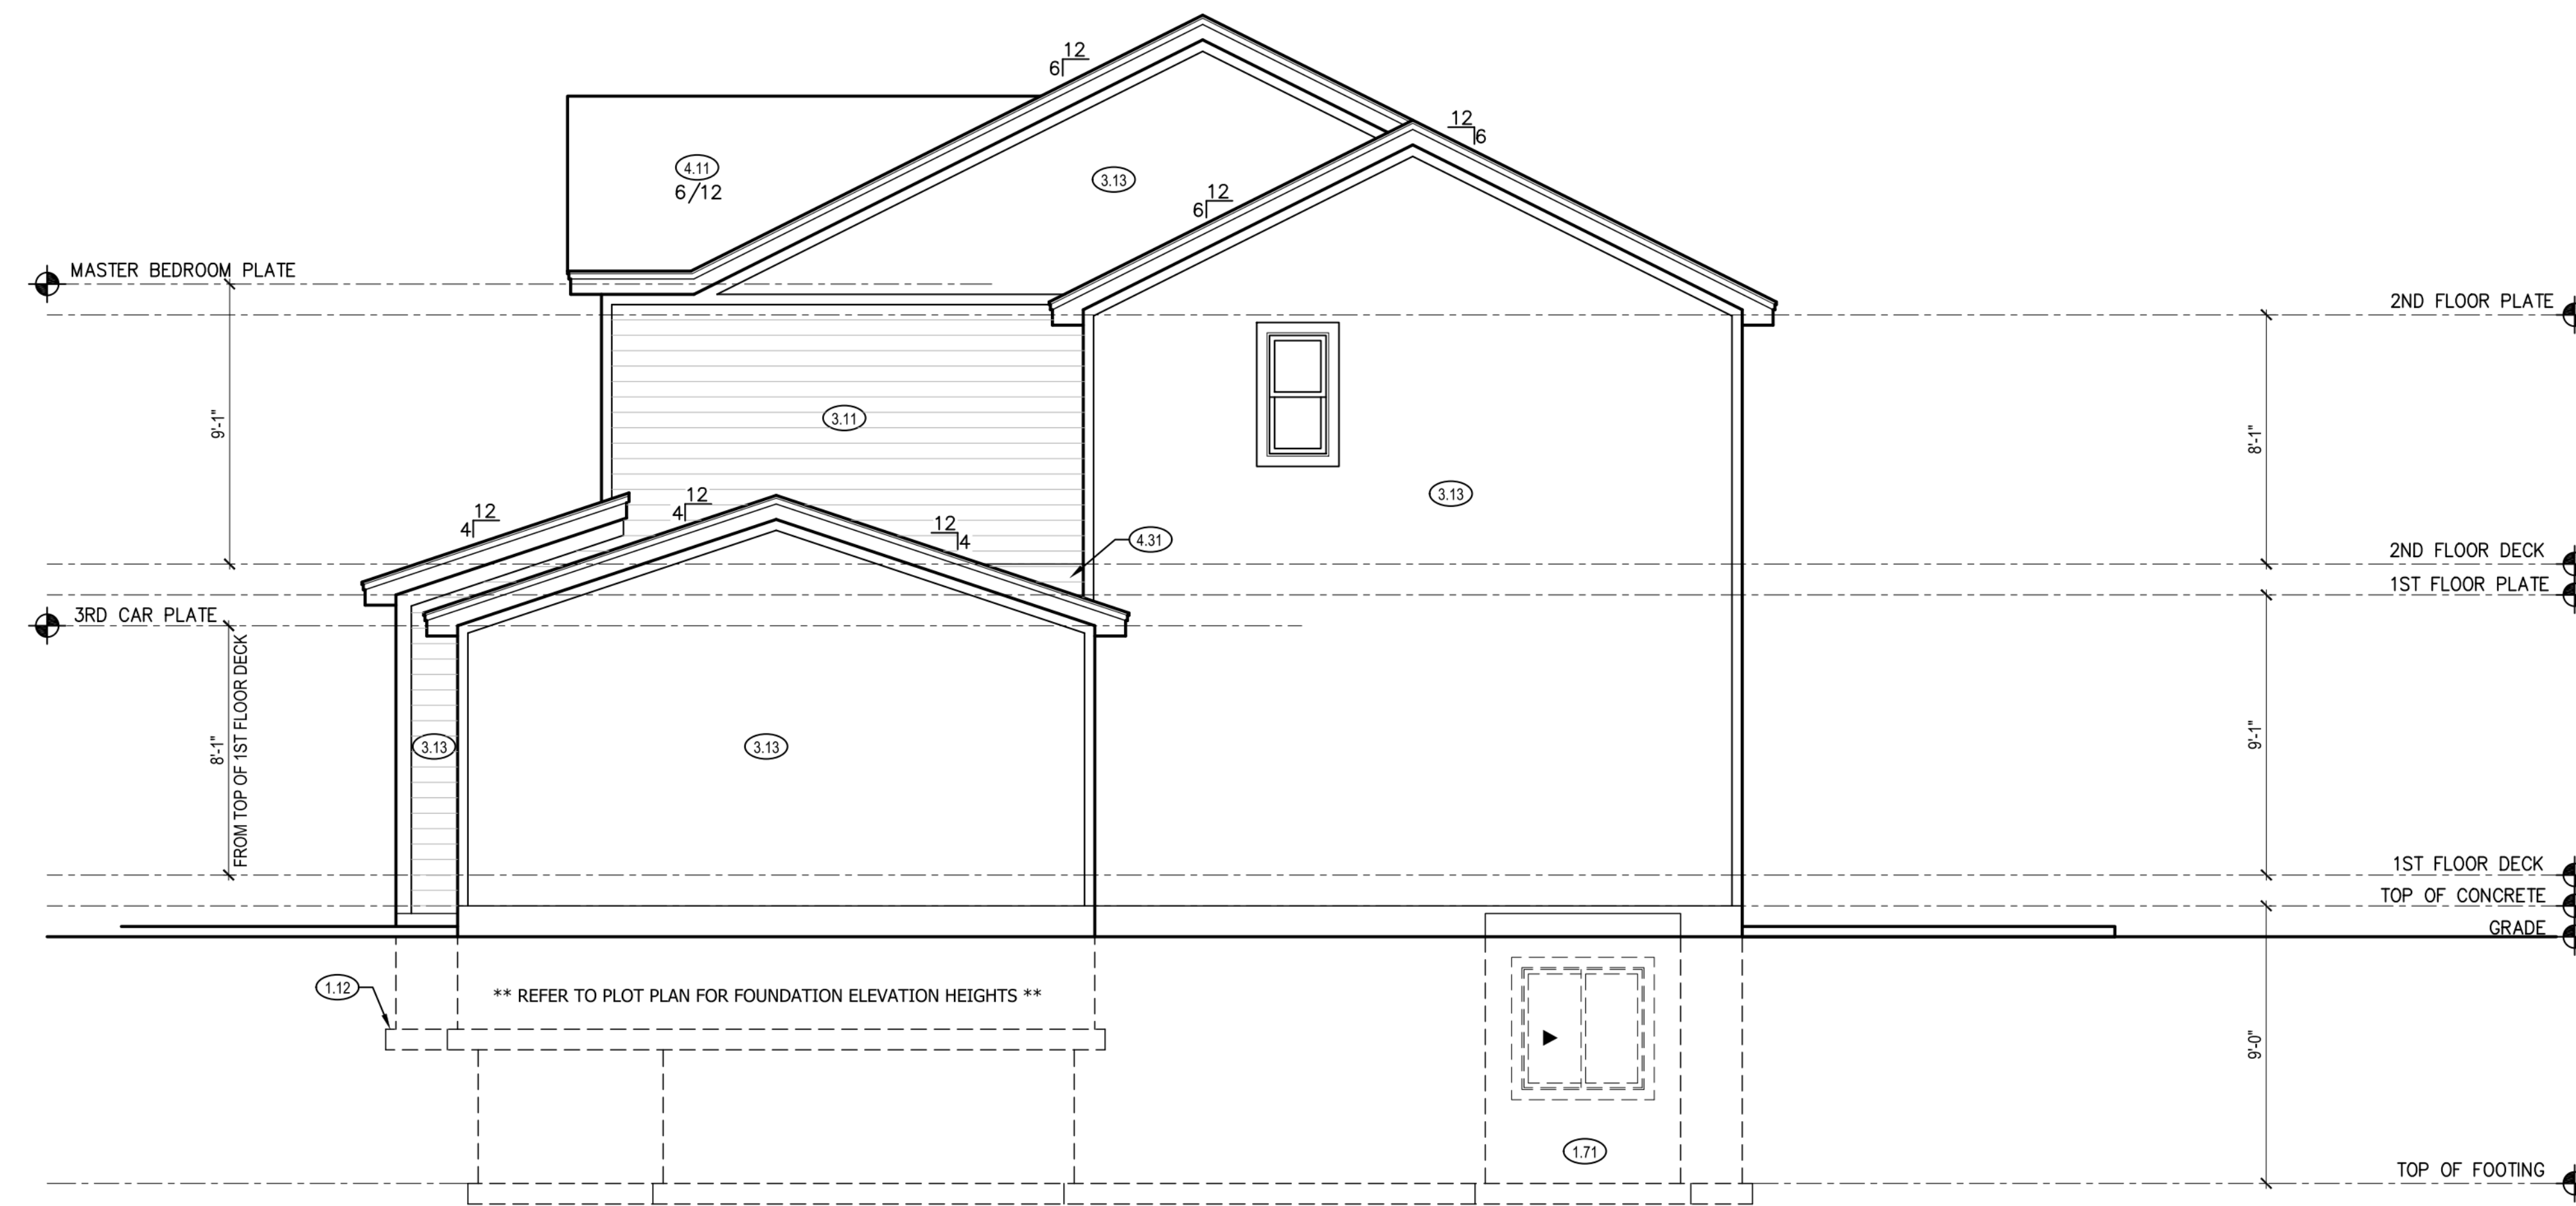 12
6
12
6
4.11
6/12
3.13
12
6
MASTER BEDROOM PLATE
2ND FLOOR PLATE
9'-1"
3.11
8'-1"
3.13
12
4
12
4
12
4
4.31
2ND FLOOR DECK
1ST FLOOR PLATE
3RD CAR PLATE
8'-1"
FROM TOP OF 1ST FLOOR DECK
3.13
3.13
9'-1"
1ST FLOOR DECK
TOP OF CONCRETE
GRADE
1.12
** REFER TO PLOT PLAN FOR FOUNDATION ELEVATION HEIGHTS **
9'-0"
1.71
TOP OF FOOTING